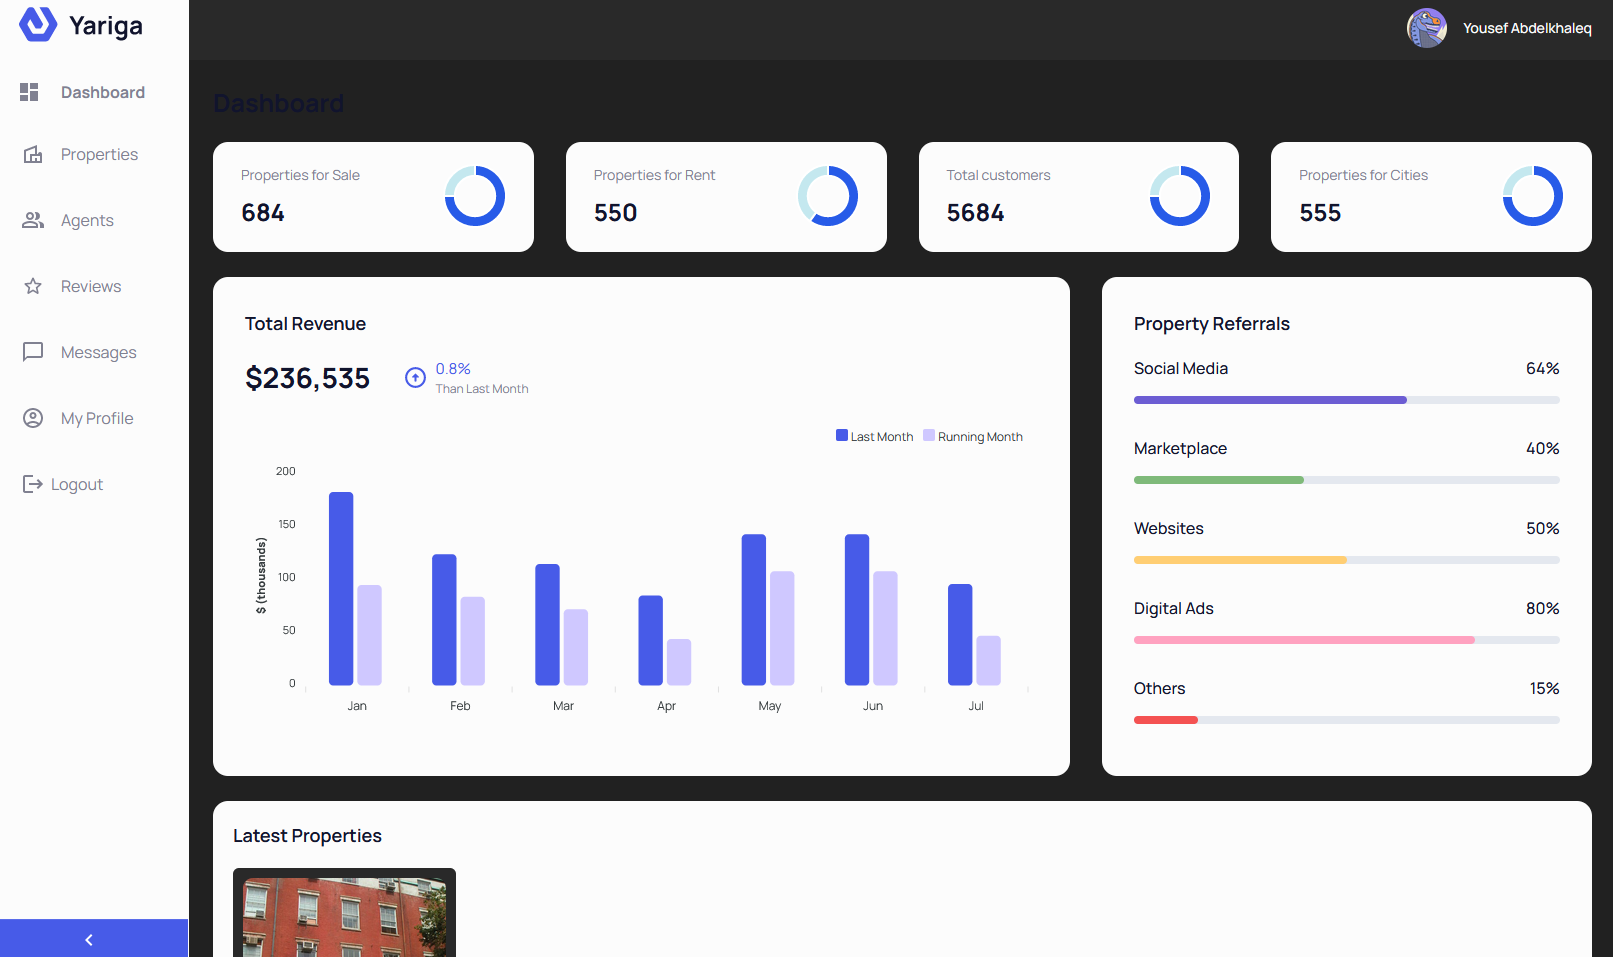 Yariga
Yousef Abdelkhaleq
Dashboard
Properties
Agents
Reviews
Messages
My Profile
Logout
Dashboard
Properties for Sale
684
Properties for Rent
550
Total customers
5684
Properties for Cities
555
Total Revenue
$236,535
0.8%
Than Last Month
Last Month
Running Month
$ (thousands)
200
150
100
50
0
Jan
Feb
Mar
Apr
May
Jun
Jul
Property Referrals
Social Media 64%
Marketplace 40%
Websites 50%
Digital Ads 80%
Others 15%
Latest Properties